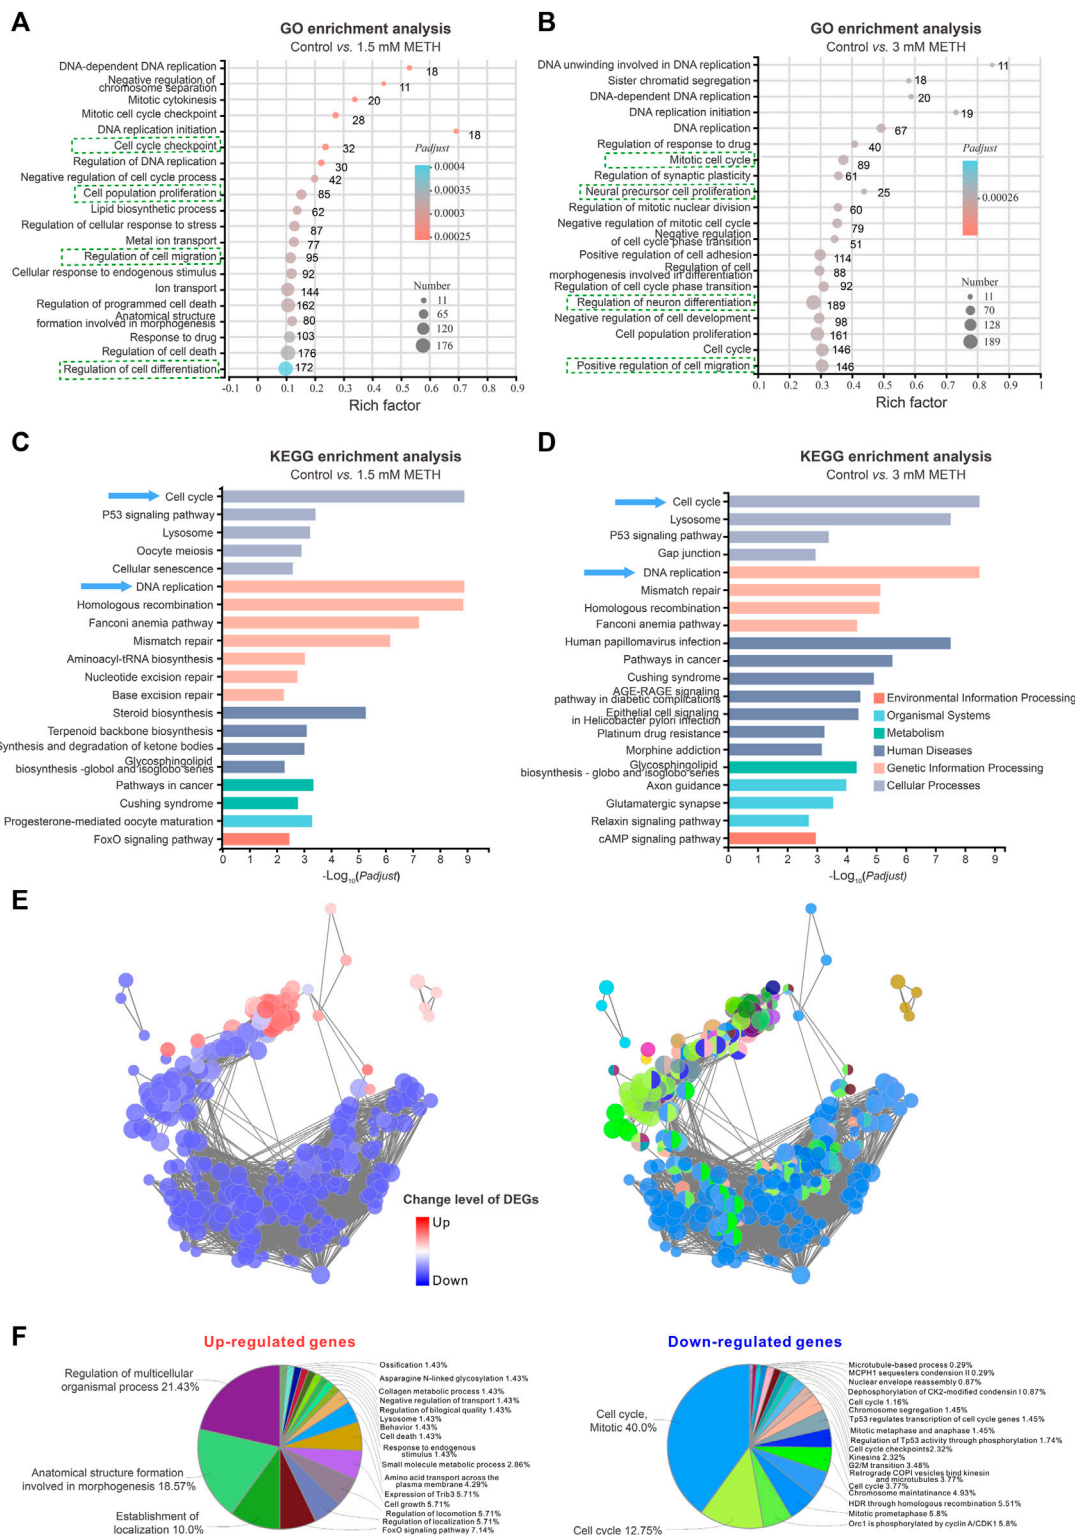 A
GO enrichment analysis
Control vs. 1.5 mM METH
DNA-dependent DNA replication
Negative regulation of
chromosome separation
Mitotic cytokinesis
Mitotic cell cycle checkpoint
DNA replication initiation
Cell cycle checkpoint
Regulation of DNA replication
Negative regulation of cell cycle process
Cell population proliferation
Lipid biosynthetic process
Regulation of cellular response to stress
Metal ion transport
Regulation of cell migration
Cellular response to endogenous stimulus
Ion transport
Regulation of programmed cell death
Anatomical structure
formation involved in morphogenesis
Response to drug
Regulation of cell death
Regulation of cell differentiation
18
11
20
28
18
32
30
42
85
62
87
77
95
92
144
162
80
103
176
172
Padjust
0.0004
0.00035
0.0003
0.00025
Number
11
65
120
176
-0.1 0 0.1 0.2 0.3 0.4 0.5 0.6 0.7 0.8 0.9
Rich factor
B
GO enrichment analysis
Control vs. 3 mM METH
DNA unwinding involved in DNA replication
Sister chromatid segregation
DNA-dependent DNA replication
DNA replication initiation
DNA replication
Regulation of response to drug
Mitotic cell cycle
Regulation of synaptic plasticity
Neural precursor cell proliferation
Regulation of mitotic nuclear division
Negative regulation of mitotic cell cycle
Negative regulation
of cell cycle phase transition
Positive regulation of cell adhesion
Regulation of cell
morphogenesis involved in differentiation
Regulation of cell cycle phase transition
Regulation of neuron differentiation
Negative regulation of cell development
Cell population proliferation
Cell cycle
Positive regulation of cell migration
11
18
20
19
67
40
89
61
25
60
79
51
114
88
92
189
98
161
146
146
Padjust
0.00026
Number
11
70
128
189
0.1 0.2 0.3 0.4 0.5 0.6 0.7 0.8 0.9 1
Rich factor
C
KEGG enrichment analysis
Control vs. 1.5 mM METH
Cell cycle
P53 signaling pathway
Lysosome
Oocyte meiosis
Cellular senescence
DNA replication
Homologous recombination
Fanconi anemia pathway
Mismatch repair
Aminoacyl-tRNA biosynthesis
Nucleotide excision repair
Base excision repair
Steroid biosynthesis
Terpenoid backbone biosynthesis
Synthesis and degradation of ketone bodies
Glycosphingolipid
biosynthesis -globol and isoglobo series
Pathways in cancer
Cushing syndrome
Progesterone-mediated oocyte maturation
FoxO signaling pathway
0 1 2 3 4 5 6 7 8 9
-Log10(Padjust)
D
KEGG enrichment analysis
Control vs. 3 mM METH
Cell cycle
Lysosome
P53 signaling pathway
Gap junction
DNA replication
Mismatch repair
Homologous recombination
Fanconi anemia pathway
Human papillomavirus infection
Pathways in cancer
Cushing syndrome
AGE-RAGE signaling
pathway in diabetic complications
Epithelial cell signaling
in Helicobacter pylori infection
Platinum drug resistance
Morphine addiction
Glycosphingolipid
biosynthesis - globo and isoglobo series
Axon guidance
Glutamatergic synapse
Relaxin signaling pathway
cAMP signaling pathway
Environmental Information Processing
Organismal Systems
Metabolism
Human Diseases
Genetic Information Processing
Cellular Processes
0 1 2 3 4 5 6 7 8 9
-Log10(Padjust)
E
Change level of DEGs
Up
Down
F
Up-regulated genes
Regulation of multicellular
organismal process 21.43%
Anatomical structure formation
involved in morphogenesis 18.57%
Establishment of
localization 10.0%
Ossification 1.43%
Asparagine N-linked glycosylation 1.43%
Collagen metabolic process 1.43%
Negative regulation of transport 1.43%
Regulation of bilogical quality 1.43%
Lysosome 1.43%
Behavior 1.43%
Cell death 1.43%
Response to endogenous
stimulus 1.43%
Small molecule metabolic process 2.86%
Amino acid transport across the
plasma membrane 4.29%
Expression of Trib3 5.71%
Cell growth 5.71%
Regulation of locomotion 5.71%
Regulation of localization 5.71%
FoxO signaling pathway 7.14%
Down-regulated genes
Cell cycle,
Mitotic 40.0%
Cell cycle 12.75%
Microtubule-based process 0.29%
MCPH1 sequesters condensin II 0.29%
Nuclear envelope reassembly 0.87%
Dephosphorylation of CK2-modified condensin I 0.87%
Cell cycle 1.16%
Chromosome segregation 1.45%
Tp53 regulates transcription of cell cycle genes 1.45%
Mitotic metaphase and anaphase 1.45%
Regulation of Tp53 activity through phosphorylation 1.74%
Cell cycle checkpoints2.32%
Kinesins 2.32%
G2/M transition 3.48%
Retrograde COPI vesicles bind kinesin
and microtubules 3.77%
Cell cycle 3.77%
Chromosome maintatinance 4.93%
HDR through homologous recombination 5.51%
Mitotic prometaphase 5.8%
Orc1 is phosphorylated by cyclin A/CDK1 5.8%